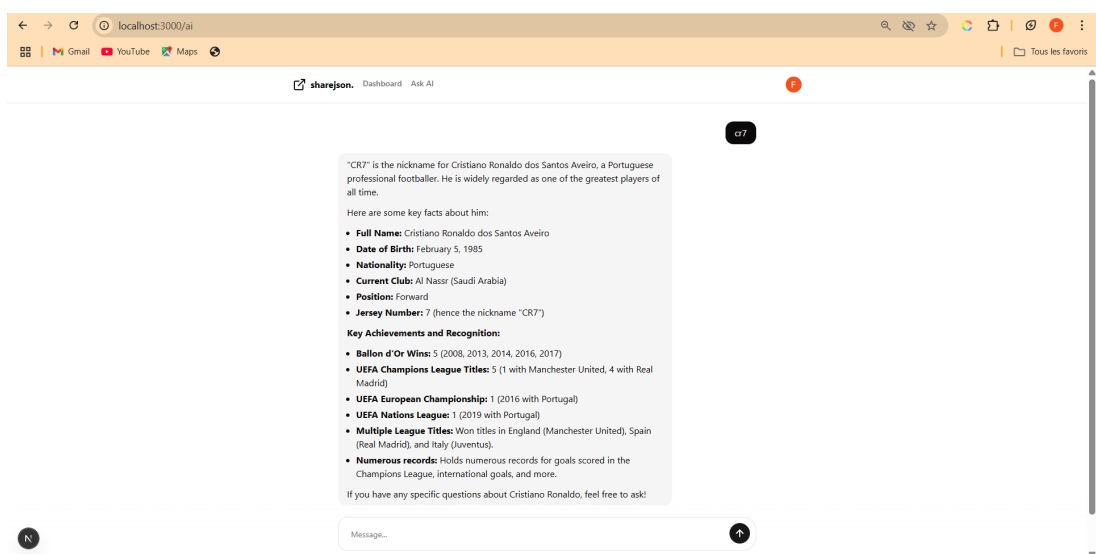 localhost:3000/ai
F
Gmail YouTube Maps
Tous les favoris
sharejson. Dashboard Ask AI
F
cr7
"CR7" is the nickname for Cristiano Ronaldo dos Santos Aveiro, a Portuguese
professional footballer. He is widely regarded as one of the greatest players of
all time.
Here are some key facts about him:
• Full Name: Cristiano Ronaldo dos Santos Aveiro
• Date of Birth: February 5, 1985
• Nationality: Portuguese
• Current Club: Al Nassr (Saudi Arabia)
• Position: Forward
• Jersey Number: 7 (hence the nickname "CR7")
Key Achievements and Recognition:
• Ballon d'Or Wins: 5 (2008, 2013, 2014, 2016, 2017)
• UEFA Champions League Titles: 5 (1 with Manchester United, 4 with Real
Madrid)
• UEFA European Championship: 1 (2016 with Portugal)
• UEFA Nations League: 1 (2019 with Portugal)
• Multiple League Titles: Won titles in England (Manchester United), Spain
(Real Madrid), and Italy (Juventus).
• Numerous records: Holds numerous records for goals scored in the
Champions League, international goals, and more.
If you have any specific questions about Cristiano Ronaldo, feel free to ask!
Message...
N